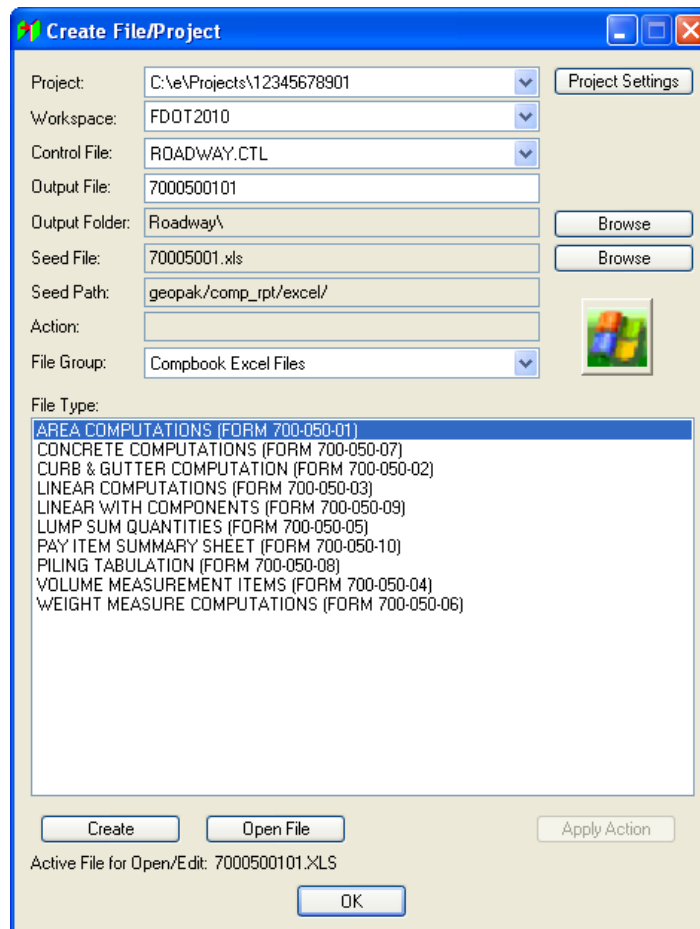 Create File/Project
Project: C:\e\Projects\12345678901 Project Settings
Workspace: FDOT2010
Control File: ROADWAY.CTL
Output File: 7000500101
Output Folder: Roadway\ Browse
Seed File: 70005001.xls Browse
Seed Path: geopak/comp_rpt/excel/
Action:
File Group: Compbook Excel Files
File Type:
AREA COMPUTATIONS (FORM 700-050-01)
CONCRETE COMPUTATIONS (FORM 700-050-07)
CURB & GUTTER COMPUTATION (FORM 700-050-02)
LINEAR COMPUTATIONS (FORM 700-050-03)
LINEAR WITH COMPONENTS (FORM 700-050-09)
LUMP SUM QUANTITIES (FORM 700-050-05)
PAY ITEM SUMMARY SHEET (FORM 700-050-10)
PILING TABULATION (FORM 700-050-08)
VOLUME MEASUREMENT ITEMS (FORM 700-050-04)
WEIGHT MEASURE COMPUTATIONS (FORM 700-050-06)
Create Open File Apply Action
Active File for Open/Edit: 7000500101.XLS
OK